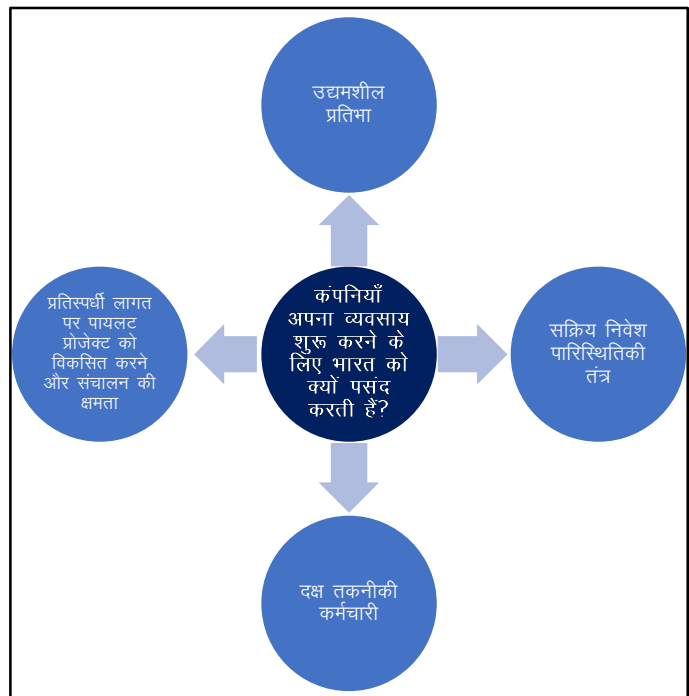 उद्यमशील
प्रतिभा
प्रतिस्पर्धी लागत
पर पायलट
प्रोजेक्ट को
विकसित करने
और संचालन की
क्षमता
कंपनियाँ
अपना व्यवसाय
शुरू करने के
लिए भारत को
क्यों पसंद
करती हैं?
सक्रिय निवेश
पारिस्थितिकी
तंत्र
दक्ष तकनीकी
कर्मचारी